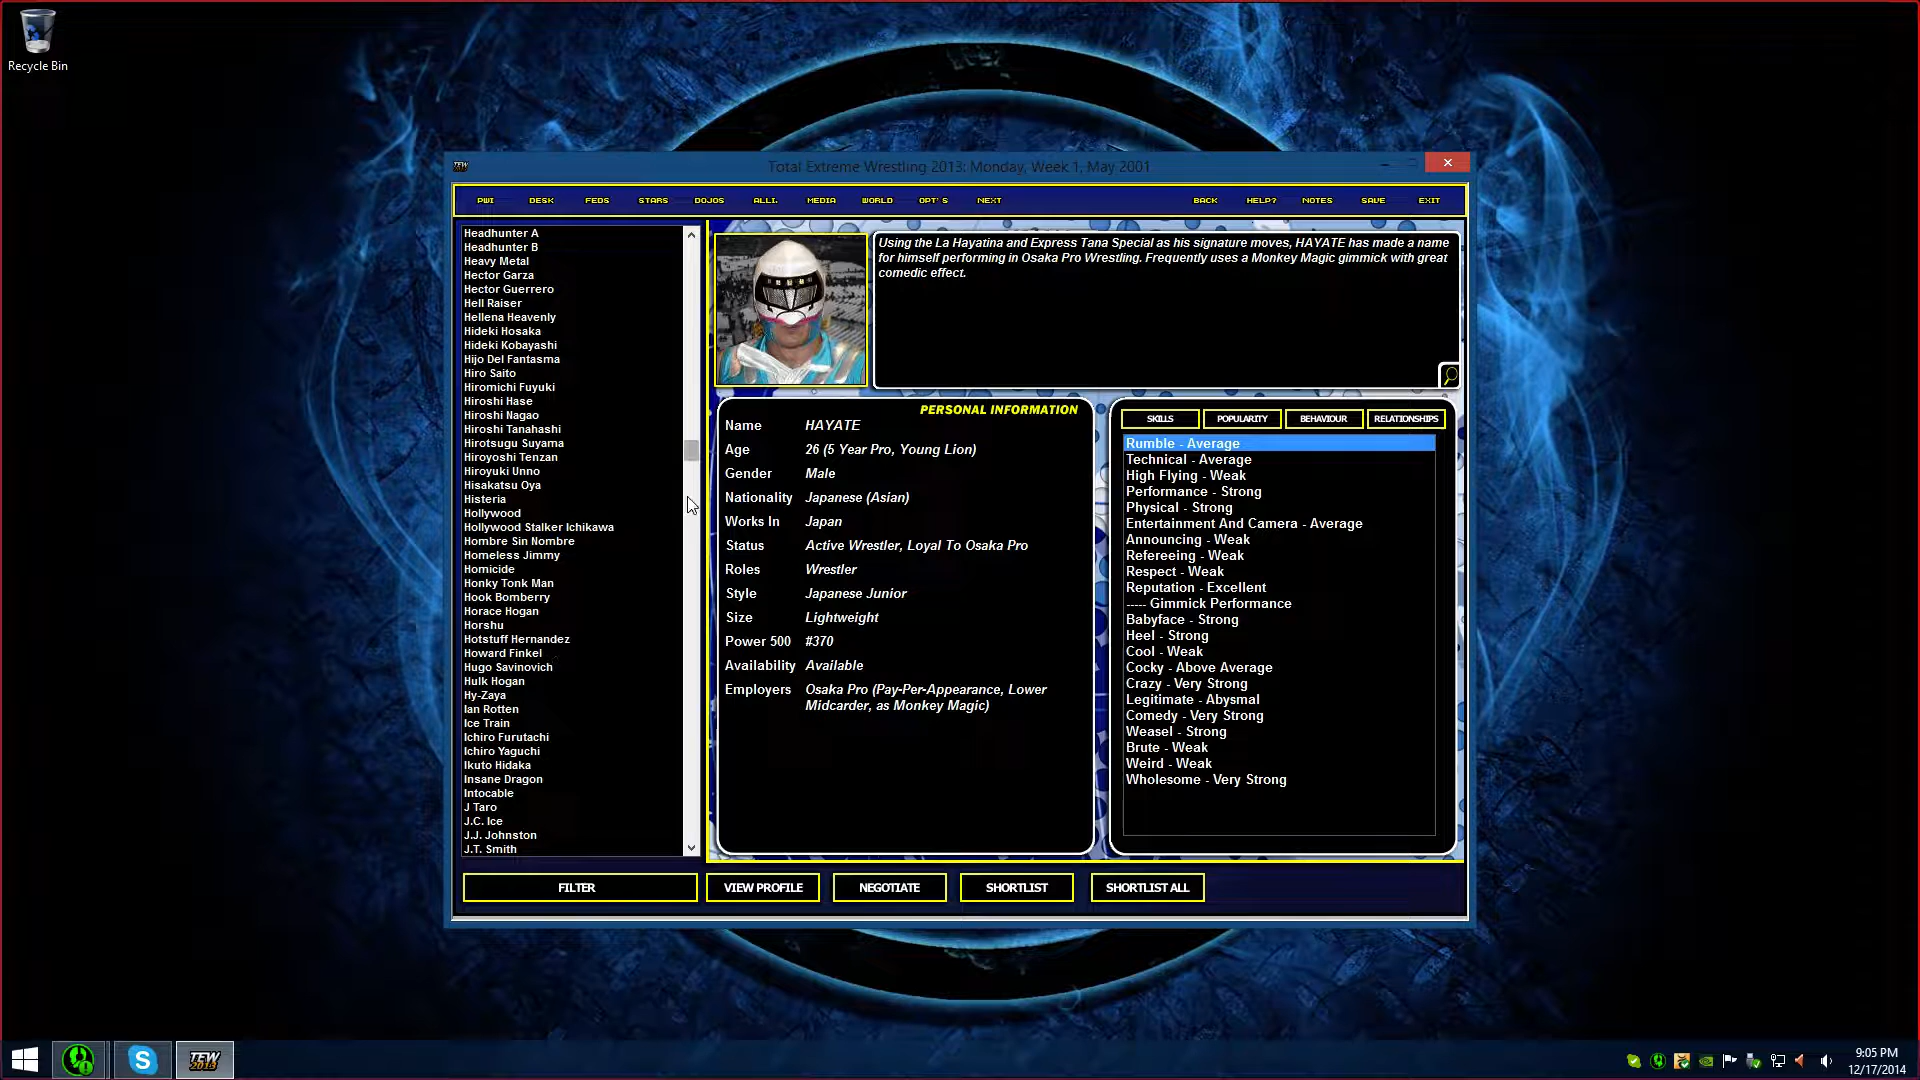 Recycle Bin
Total Extreme Wrestling 2013: Monday, Week 1, May 2001
PWI DESK FEDS STARS DOJOS ALLI. MEDIA WORLD OPT'S NEXT BACK HELP? NOTES SAVE EXIT
Headhunter A
Headhunter B
Heavy Metal
Hector Garza
Hector Guerrero
Hell Raiser
Hellena Heavenly
Hideki Hosaka
Hideki Kobayashi
Hijo Del Fantasma
Hiro Saito
Hiromichi Fuyuki
Hiroshi Hase
Hiroshi Nagao
Hiroshi Tanahashi
Hirotsugu Suyama
Hiroyoshi Tenzan
Hiroyuki Unno
Hisakatsu Oya
Histeria
Hollywood
Hollywood Stalker Ichikawa
Hombre Sin Nombre
Homeless Jimmy
Homicide
Honky Tonk Man
Hook Bomberry
Horace Hogan
Horshu
Hotstuff Hernandez
Howard Finkel
Hugo Savinovich
Hulk Hogan
Hy-Zaya
Ian Rotten
Ice Train
Ichiro Furutachi
Ichiro Yaguchi
Ikuto Hidaka
Insane Dragon
Intocable
J Taro
J.C. Ice
J.J. Johnston
J.T. Smith
Using the La Hayatina and Express Tana Special as his signature moves, HAYATE has made a name
for himself performing in Osaka Pro Wrestling. Frequently uses a Monkey Magic gimmick with great
comedic effect.
PERSONAL INFORMATION
Name HAYATE
Age 26 (5 Year Pro, Young Lion)
Gender Male
Nationality Japanese (Asian)
Works In Japan
Status Active Wrestler, Loyal To Osaka Pro
Roles Wrestler
Style Japanese Junior
Size Lightweight
Power 500 #370
Availability Available
Employers Osaka Pro (Pay-Per-Appearance, Lower
Midcarder, as Monkey Magic)
SKILLS POPULARITY BEHAVIOUR RELATIONSHIPS
Rumble - Average
Technical - Average
High Flying - Weak
Performance - Strong
Physical - Strong
Entertainment And Camera - Average
Announcing - Weak
Refereeing - Weak
Respect - Weak
Reputation - Excellent
----- Gimmick Performance
Babyface - Strong
Heel - Strong
Cool - Weak
Cocky - Above Average
Crazy - Very Strong
Legitimate - Abysmal
Comedy - Very Strong
Weasel - Strong
Brute - Weak
Weird - Weak
Wholesome - Very Strong
FILTER VIEW PROFILE NEGOTIATE SHORTLIST SHORTLIST ALL
TEW 2013
9:05 PM
12/17/2014